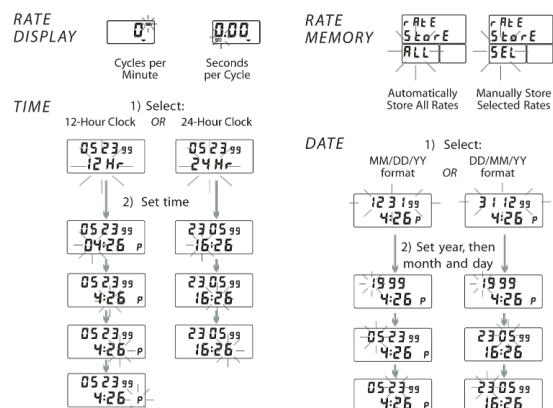 RATE
DISPLAY
0
0.00
Cycles per
Minute
Seconds
per Cycle
TIME
1) Select:
12-Hour Clock OR 24-Hour Clock
05 23 99
12 Hr
05 23 99
24 Hr
2) Set time
05 23 99
04:26 P
23 05 99
16:26
05 23 99
4:26 P
23 05 99
16:26
05 23 99
4:26 P
23 05 99
16:26
05 23 99
4:26 P
RATE
MEMORY
rAtE
StorE
ALL
rAtE
StorE
SEL
Automatically
Store All Rates
Manually Store
Selected Rates
DATE
1) Select:
MM/DD/YY
format
OR
DD/MM/YY
format
12 31 99
4:26 P
31 12 99
4:26 P
2) Set year, then
month and day
1999
4:26 P
1999
4:26 P
05 23 99
4:26 P
23 05 99
16:26
05 23 99
4:26 P
23 05 99
16:26